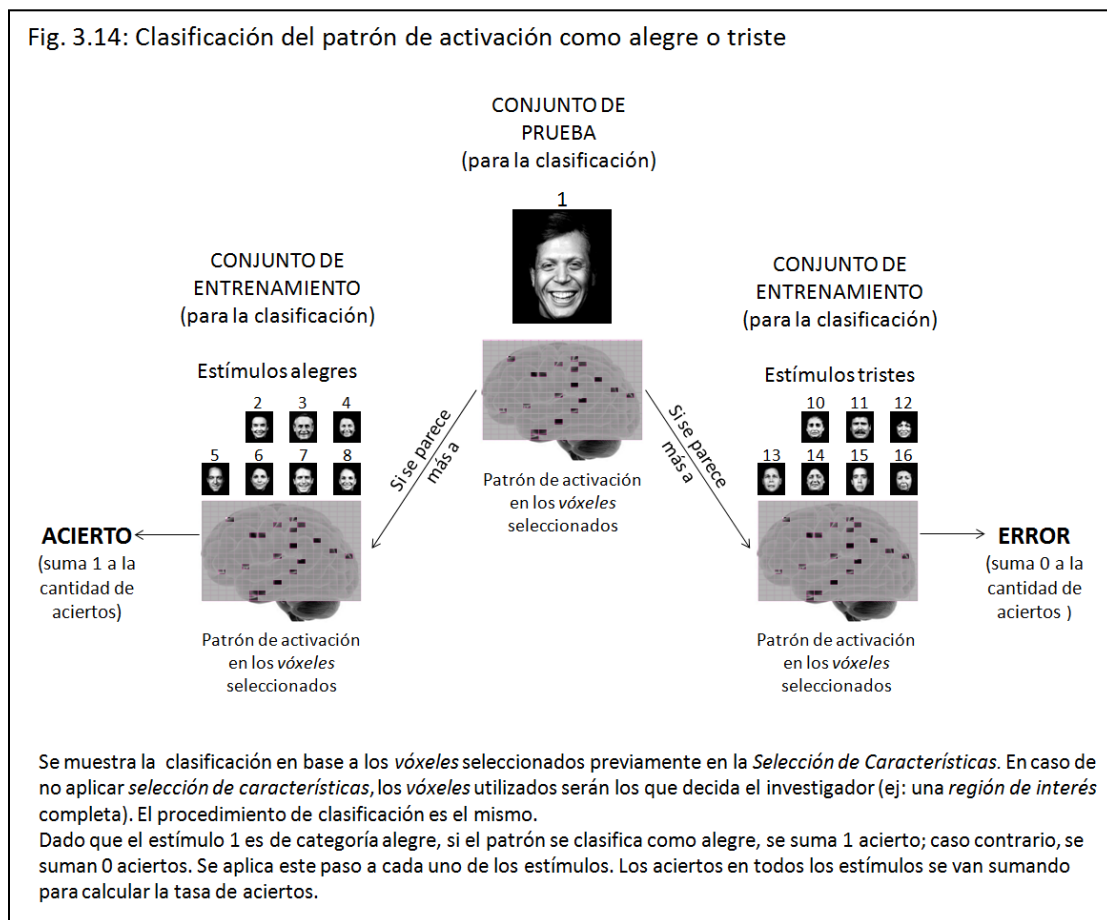 Fig. 3.14: Clasificación del patrón de activación como alegre o triste
CONJUNTO DE
PRUEBA
(para la clasificación)
1
CONJUNTO DE
ENTRENAMIENTO
(para la clasificación)
Estímulos alegres
2 3 4
5 6 7 8
Si se parece
más a
Patrón de activación
en los vóxeles
seleccionados
Si se parece
más a
CONJUNTO DE
ENTRENAMIENTO
(para la clasificación)
Estímulos tristes
10 11 12
13 14 15 16
ACIERTO
(suma 1 a la
cantidad de
aciertos)
Patrón de activación
en los vóxeles
seleccionados
ERROR
(suma 0 a la
cantidad de
aciertos )
Patrón de activación
en los vóxeles
seleccionados
Se muestra la clasificación en base a los vóxeles seleccionados previamente en la Selección de Características. En caso de
no aplicar selección de características, los vóxeles utilizados serán los que decida el investigador (ej: una región de interés
completa). El procedimiento de clasificación es el mismo.
Dado que el estímulo 1 es de categoría alegre, si el patrón se clasifica como alegre, se suma 1 acierto; caso contrario, se
suman 0 aciertos. Se aplica este paso a cada uno de los estímulos. Los aciertos en todos los estímulos se van sumando
para calcular la tasa de aciertos.